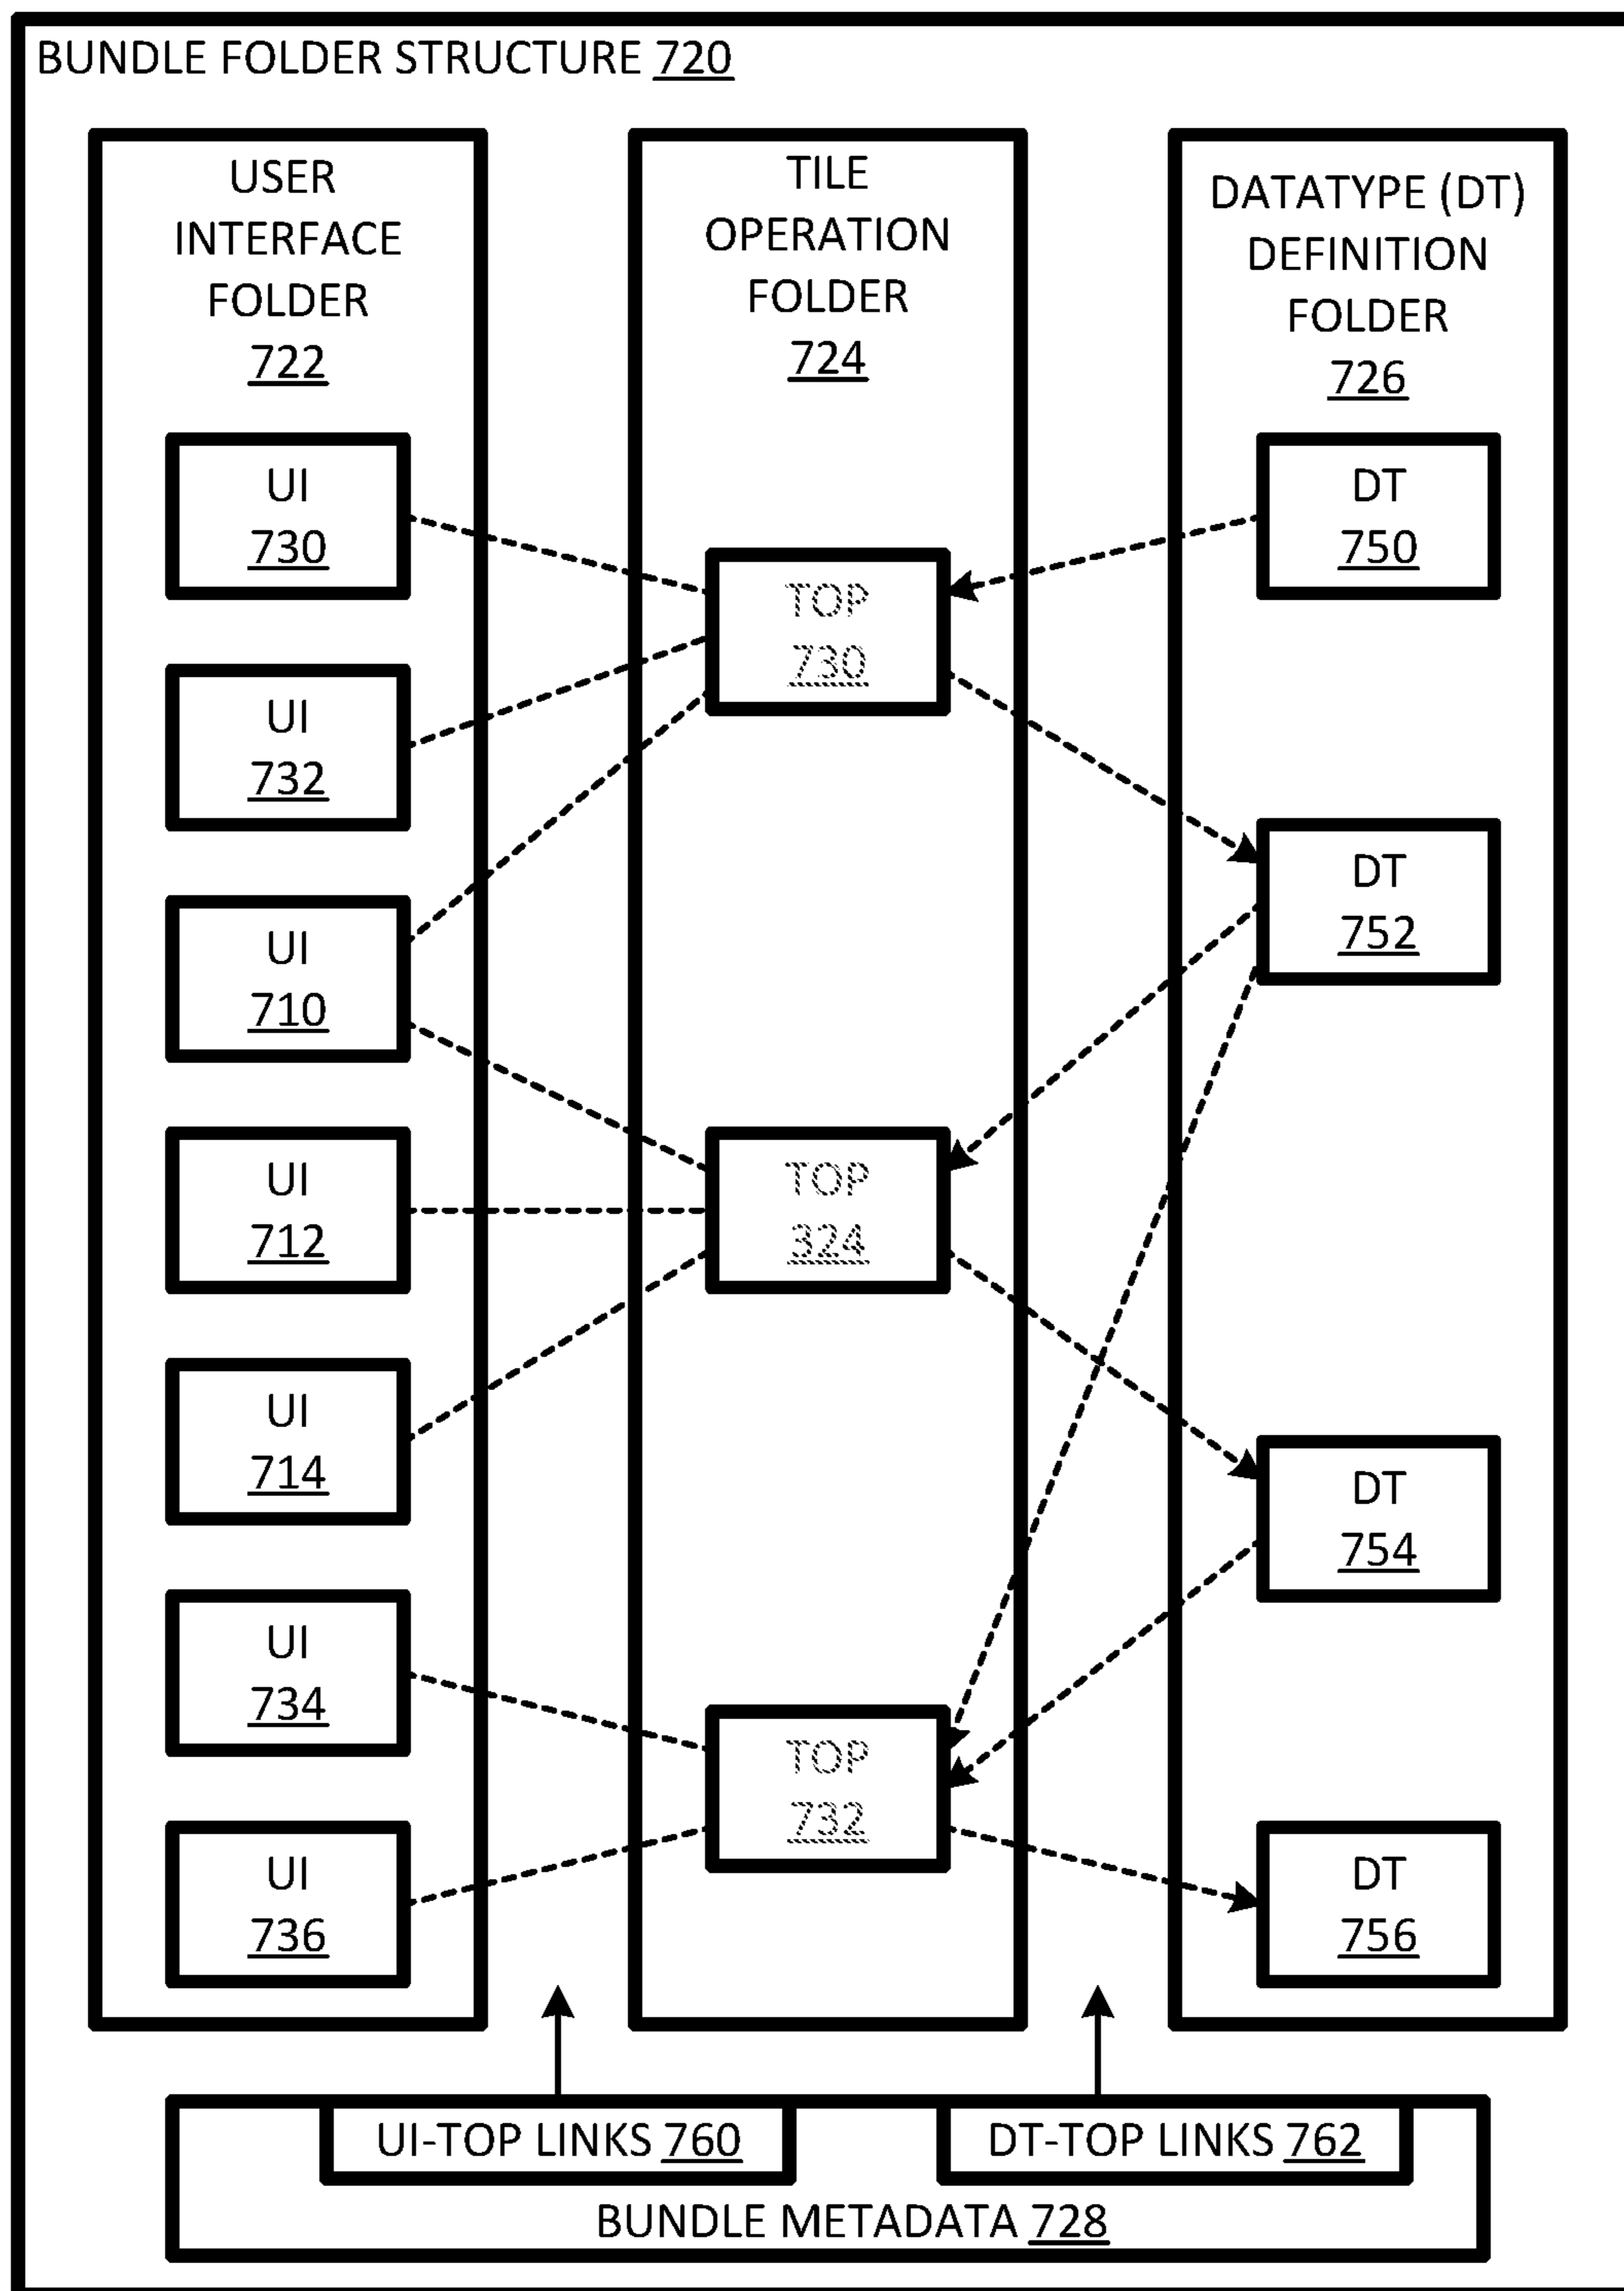 BUNDLE FOLDER STRUCTURE 720
USER
INTERFACE
FOLDER
722
UI
730
UI
732
UI
710
UI
712
UI
714
UI
734
UI
736
TILE
OPERATION
FOLDER
724
TOP
730
TOP
324
TOP
732
DATATYPE (DT)
DEFINITION
FOLDER
726
DT
750
DT
752
DT
754
DT
756
UI-TOP LINKS 760
DT-TOP LINKS 762
BUNDLE METADATA 728